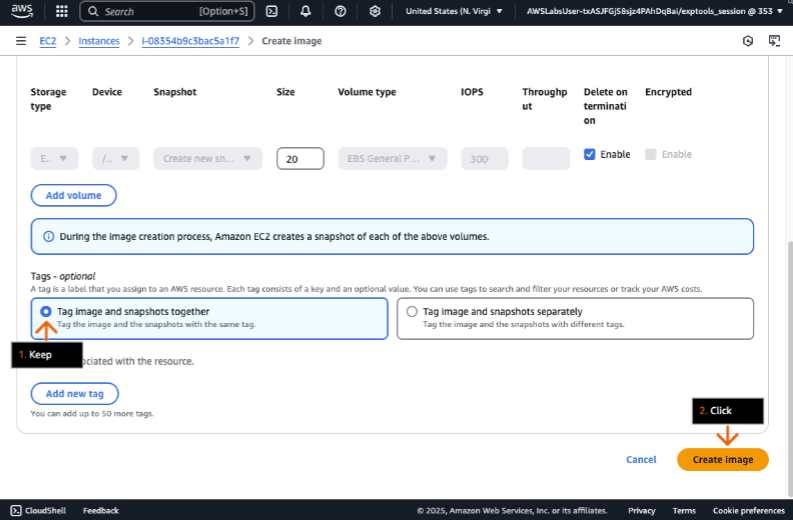 aws
Search [Option+S]
United States (N. Virgi
AWSLabsUser-txASJFGj58sjz4PAhDqBai/exptools_session @ 353
EC2 > Instances > i-08354b9c3bac5a1f7 > Create image
Storage type
Device
Snapshot
Size
Volume type
IOPS
Throughp
ut
Delete on
terminati
on
Encrypted
E...
/...
Create new sn...
20
EBS General P...
300
Enable
Enable
Add volume
During the image creation process, Amazon EC2 creates a snapshot of each of the above volumes.
Tags - optional
A tag is a label that you assign to an AWS resource. Each tag consists of a key and an optional value. You can use tags to search and filter your resources or track your AWS costs.
Tag image and snapshots together
Tag the image and the snapshots with the same tag.
Tag image and snapshots separately
Tag the image and the snapshots with different tags.
1. Keep
ociated with the resource.
Add new tag
You can add up to 50 more tags.
2. Click
Cancel
Create image
CloudShell Feedback
© 2025, Amazon Web Services, Inc. or its affiliates. Privacy Terms Cookie preferences